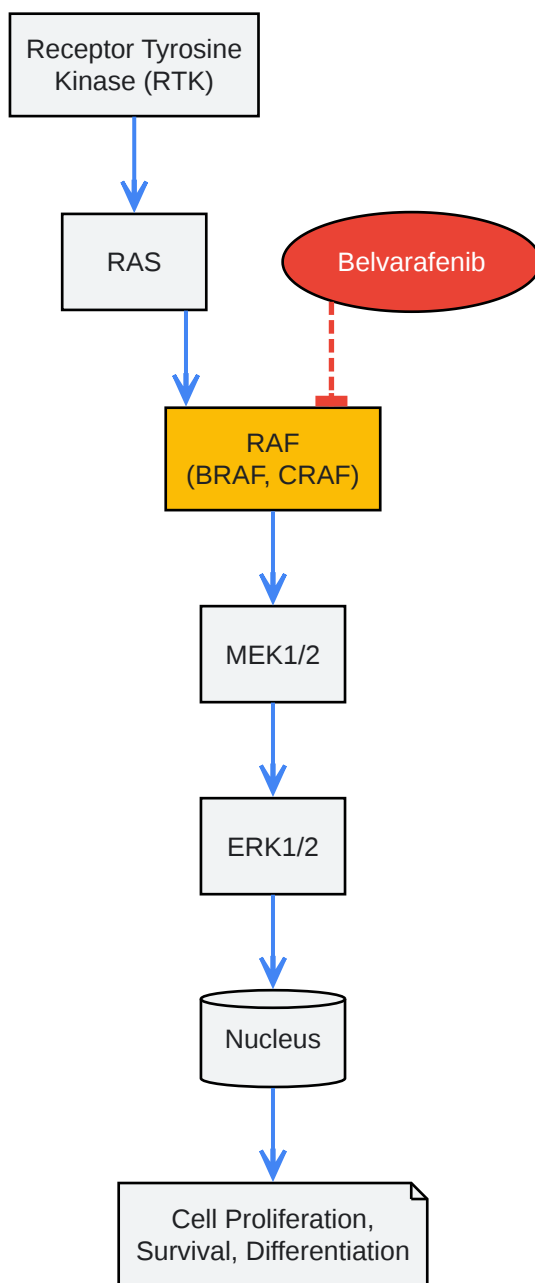 Receptor Tyrosine
Kinase (RTK)
RAS
Belvarafenib
RAF
(BRAF, CRAF)
MEK1/2
ERK1/2
Nucleus
Cell Proliferation,
Survival, Differentiation